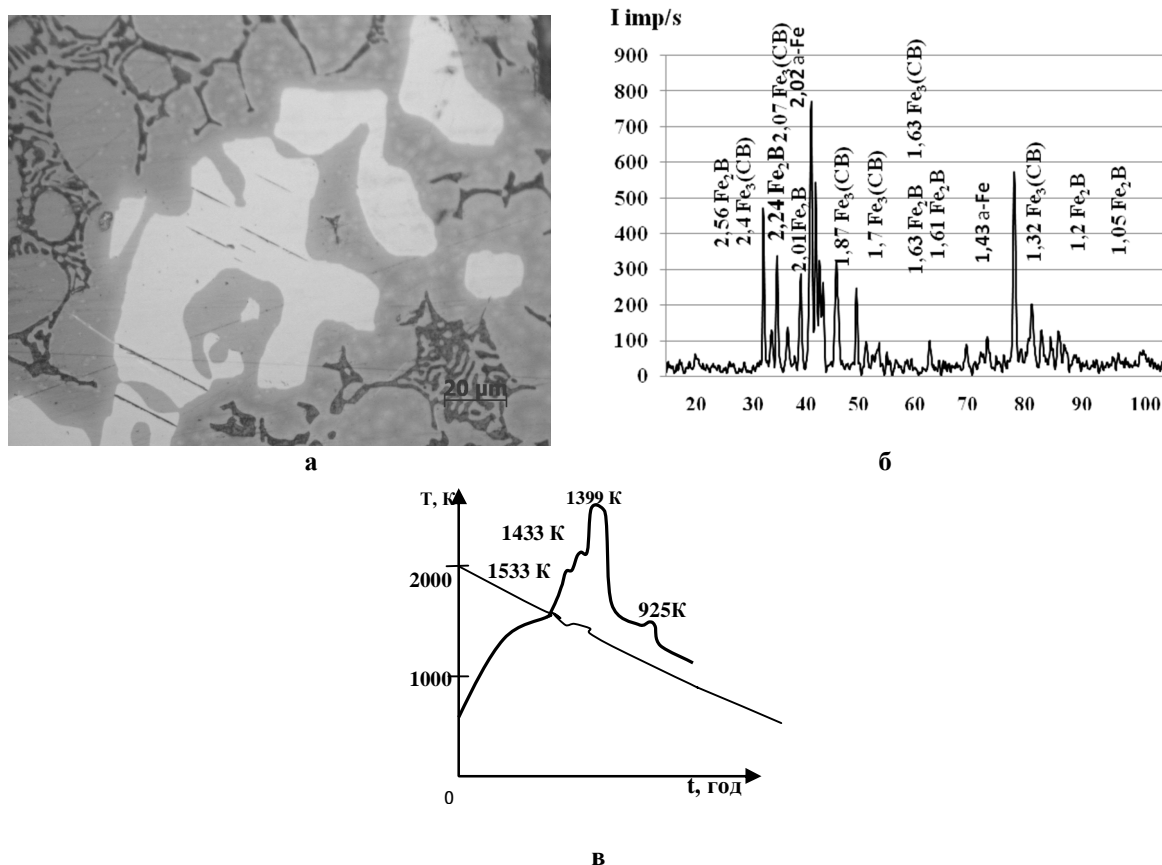 I imp/s
900
800
700
600
500
400
300
200
100
0
2,56 Fe₂B
2,4 Fe₃(CB)
2,24 Fe₂B
2,07 Fe₃(CB)
2,01Fe₂B
2,02 a-Fe
1,87 Fe₃(CB)
1,7 Fe₃(CB)
1,63 Fe₂B
1,63 Fe₃(CB)
1,61 Fe₂B
1,43 a-Fe
1,32 Fe₃(CB)
1,2 Fe₂B
1,05 Fe₂B
20 30 40 50 60 70 80 90 100
20 µm
а
б
T, К
1399 К
1433 К
1533 К
2000
925К
1000
t, год
0
в